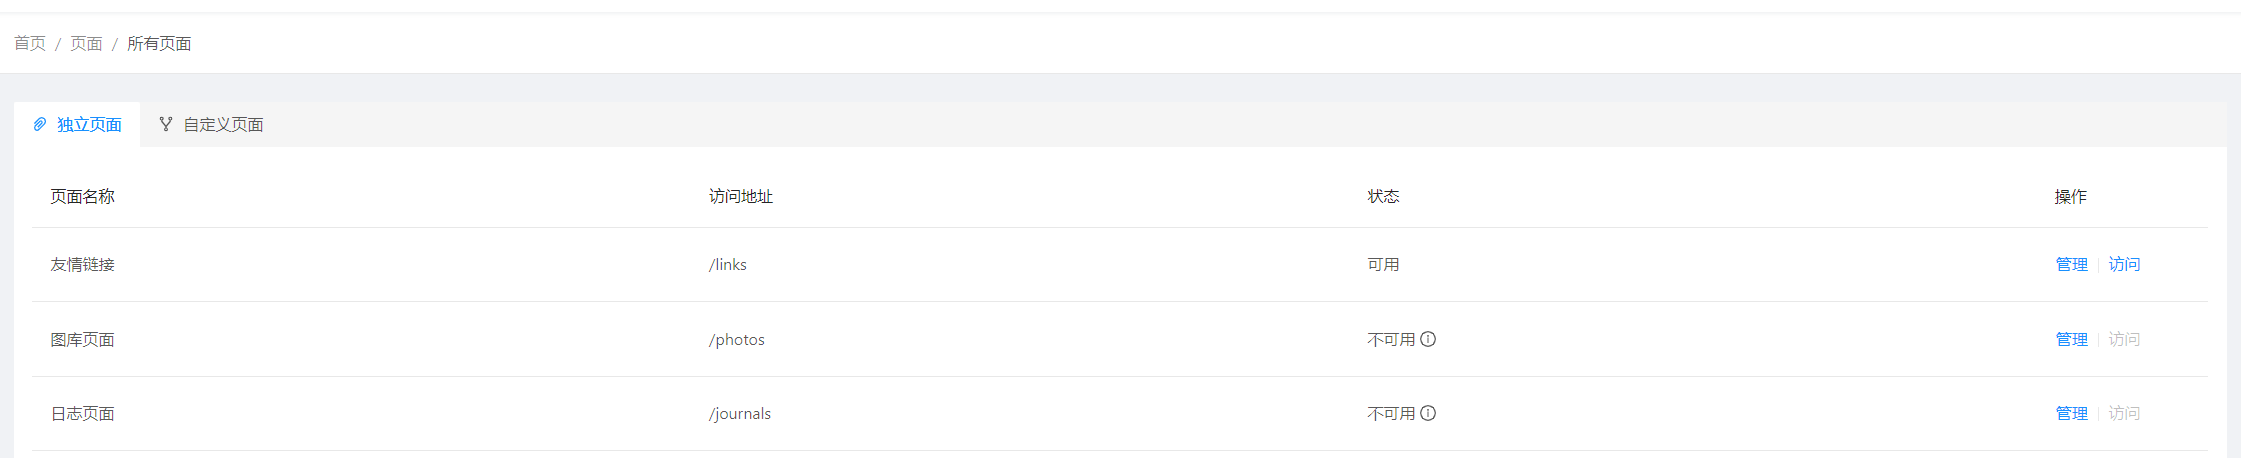 首页 / 页面 / 所有页面
独立页面 自定义页面
页面名称 访问地址 状态 操作
友情链接 /links 可用 管理 访问
图库页面 /photos 不可用 管理 访问
日志页面 /journals 不可用 管理 访问